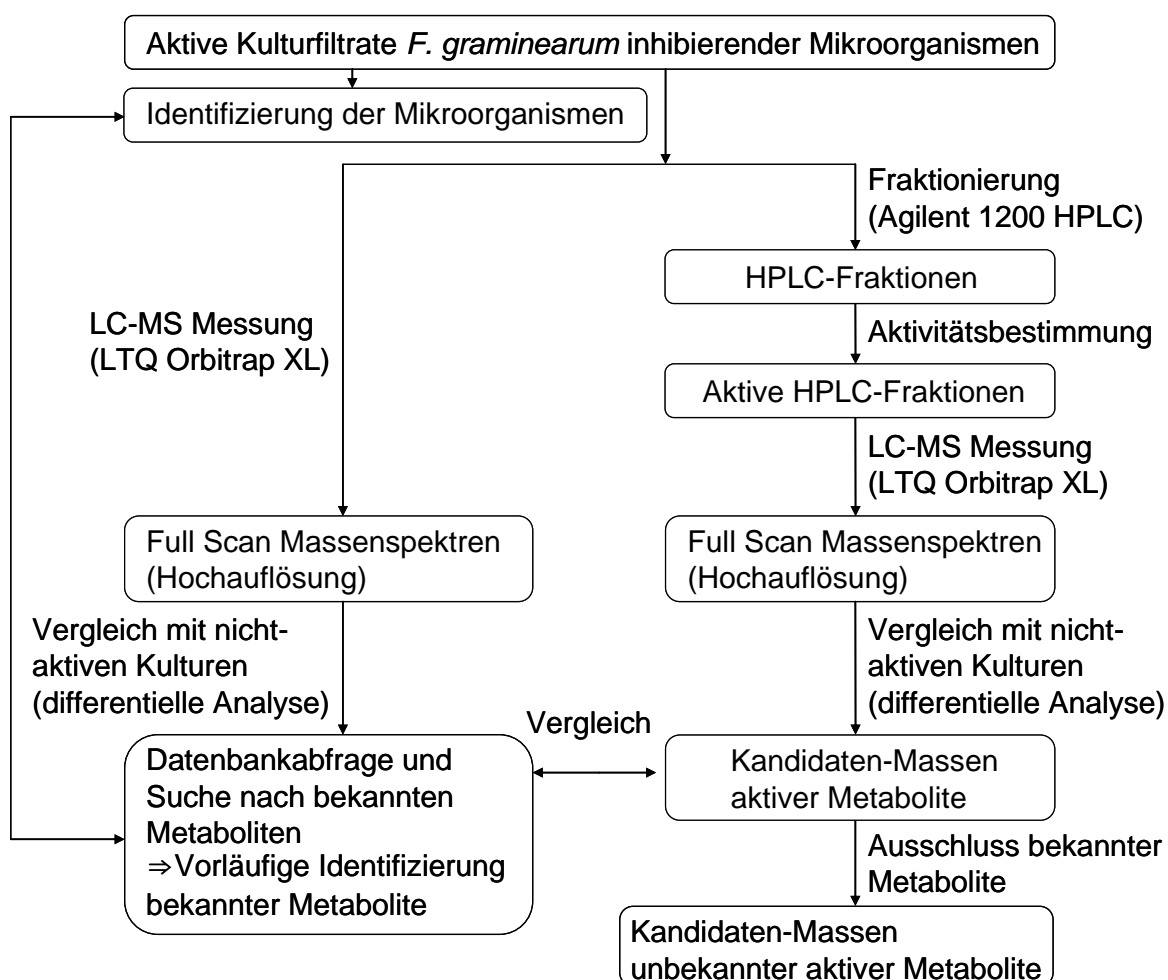 Aktive Kulturfiltrate F. graminearum inhibierender Mikroorganismen
Identifizierung der Mikroorganismen
Fraktionierung
(Agilent 1200 HPLC)
HPLC-Fraktionen
LC-MS Messung
(LTQ Orbitrap XL)
Aktivitätsbestimmung
Aktive HPLC-Fraktionen
LC-MS Messung
(LTQ Orbitrap XL)
Full Scan Massenspektren
(Hochauflösung)
Full Scan Massenspektren
(Hochauflösung)
Vergleich mit nicht-
aktiven Kulturen
(differentielle Analyse)
Vergleich mit nicht-
aktiven Kulturen
(differentielle Analyse)
Vergleich
Datenbankabfrage und
Suche nach bekannten
Metaboliten
⇒Vorläufige Identifizierung
bekannter Metabolite
Kandidaten-Massen
aktiver Metabolite
Ausschluss bekannter
Metabolite
Kandidaten-Massen
unbekannter aktiver Metabolite